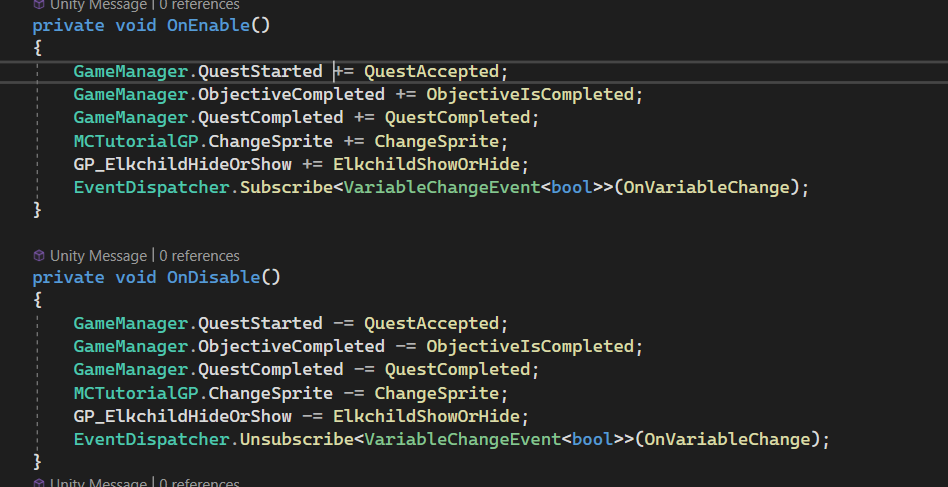 Unity Message | 0 references
private void OnEnable()
{
GameManager.QuestStarted += QuestAccepted;
GameManager.ObjectiveCompleted += ObjectiveIsCompleted;
GameManager.QuestCompleted += QuestCompleted;
MCTutorialGP.ChangeSprite += ChangeSprite;
GP_ElkchildHideOrShow += ElkchildShowOrHide;
EventDispatcher.Subscribe<VariableChangeEvent<bool>>(OnVariableChange);
}
Unity Message | 0 references
private void OnDisable()
{
GameManager.QuestStarted -= QuestAccepted;
GameManager.ObjectiveCompleted -= ObjectiveIsCompleted;
GameManager.QuestCompleted -= QuestCompleted;
MCTutorialGP.ChangeSprite -= ChangeSprite;
GP_ElkchildHideOrShow -= ElkchildShowOrHide;
EventDispatcher.Unsubscribe<VariableChangeEvent<bool>>(OnVariableChange);
}
Unity Message | 0 references